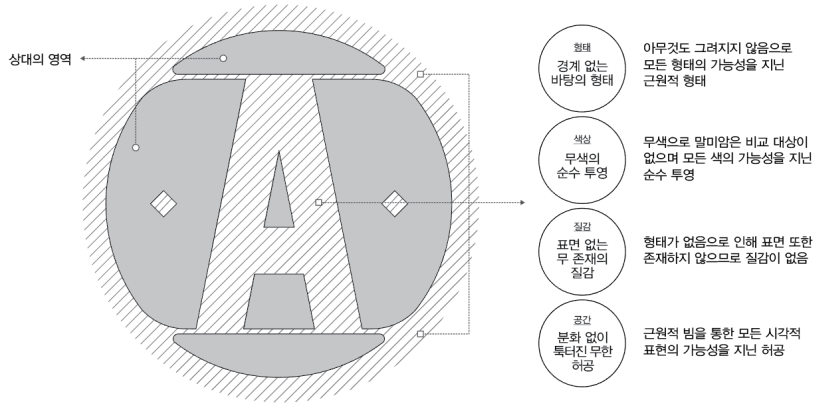 상대의 영역
A
형태
경계 없는
바탕의 형태
아무것도 그려지지 않음으로
모든 형태의 가능성을 지닌
근원적 형태
색상
무색의
순수 투영
무색으로 말미암은 비교 대상이
없으며 모든 색의 가능성을 지닌
순수 투영
질감
표면 없는
무 존재의
질감
형태가 없음으로 인해 표면 또한
존재하지 않으므로 질감이 없음
공간
분화 없이
툭터진 무한
허공
근원적 빔을 통한 모든 시각적
표현의 가능성을 지닌 허공